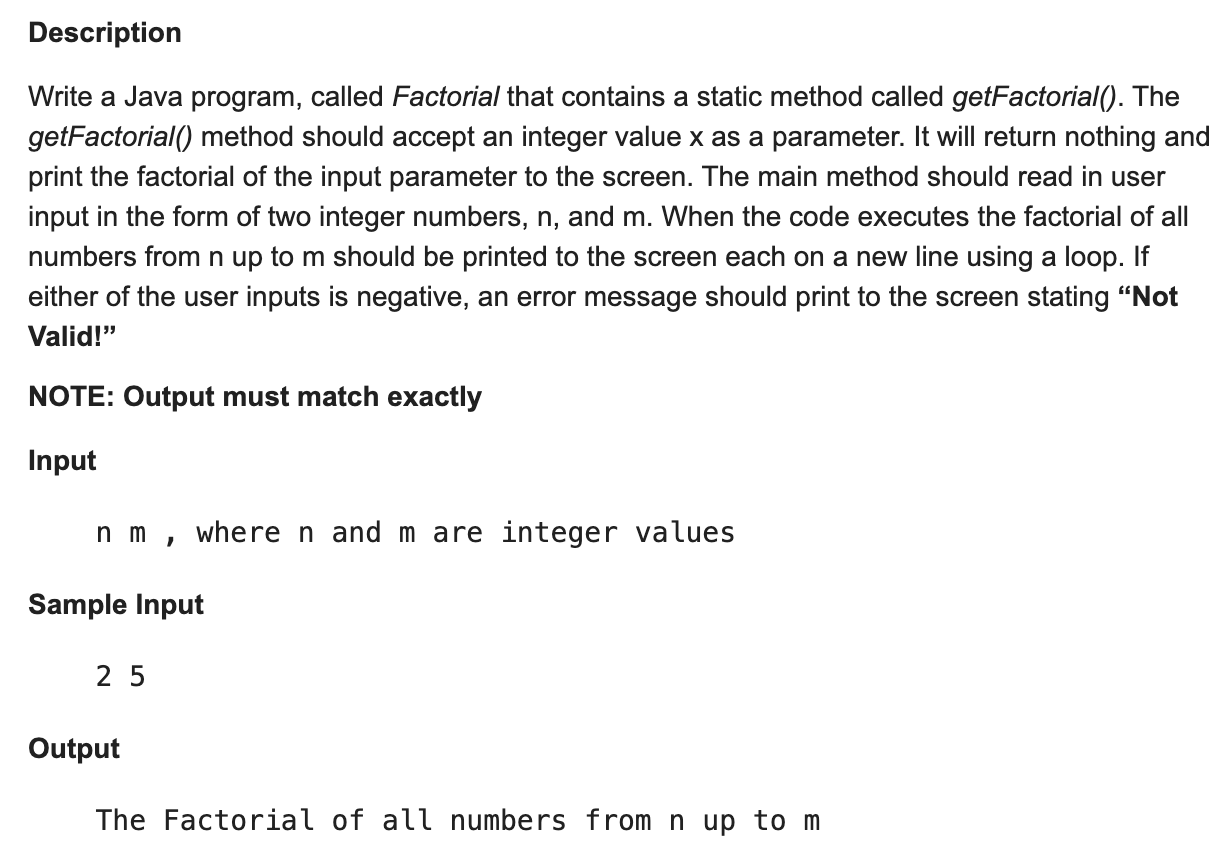 Description
Write a Java program, called Factorial that contains a static method called getFactorial(). The
getFactorial() method should accept an integer value x as a parameter. It will return nothing and
print the factorial of the input parameter to the screen. The main method should read in user
input in the form of two integer numbers, n, and m. When the code executes the factorial of all
numbers from n up to m should be printed to the screen each on a new line using a loop. If
either of the user inputs is negative, an error message should print to the screen stating “Not
Valid!”
NOTE: Output must match exactly
Input
n m , where n and m are integer values
Sample Input
2 5
Output
The Factorial of all numbers from n up to m